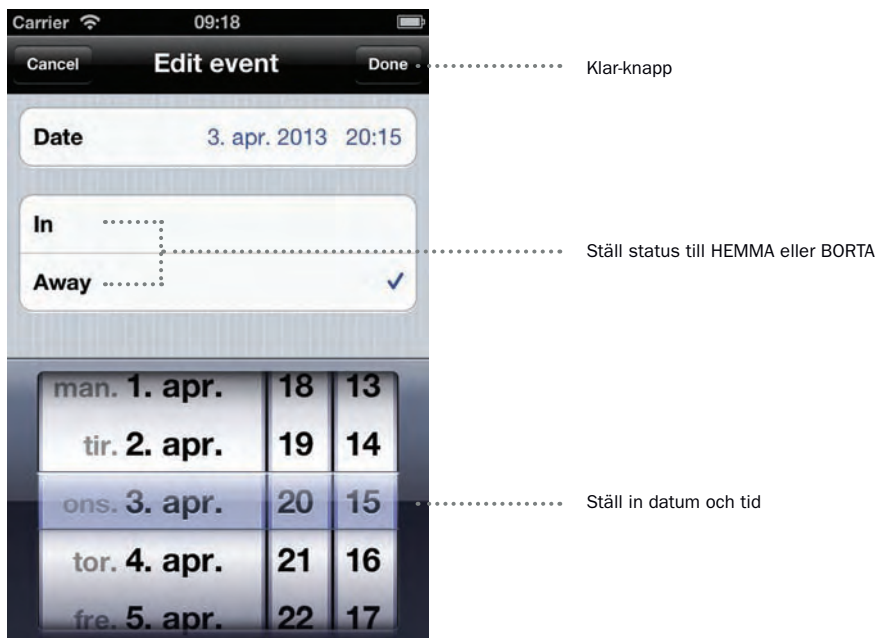 Carrier 09:18
Cancel Edit event Done
Klar-knapp
Date 3. apr. 2013 20:15
In
Ställ status till HEMMA eller BORTA
Away
man. 1. apr. 18 13
tir. 2. apr. 19 14
ons. 3. apr. 20 15
Ställ in datum och tid
tor. 4. apr. 21 16
fre. 5. apr. 22 17